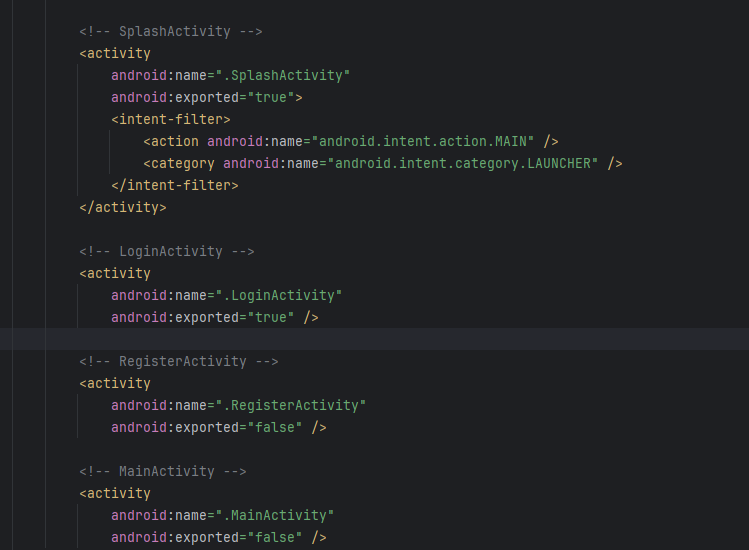 <!-- SplashActivity -->
<activity
android:name=".SplashActivity"
android:exported="true">
<intent-filter>
<action android:name="android.intent.action.MAIN" />
<category android:name="android.intent.category.LAUNCHER" />
</intent-filter>
</activity>
<!-- LoginActivity -->
<activity
android:name=".LoginActivity"
android:exported="true" />
<!-- RegisterActivity -->
<activity
android:name=".RegisterActivity"
android:exported="false" />
<!-- MainActivity -->
<activity
android:name=".MainActivity"
android:exported="false" />